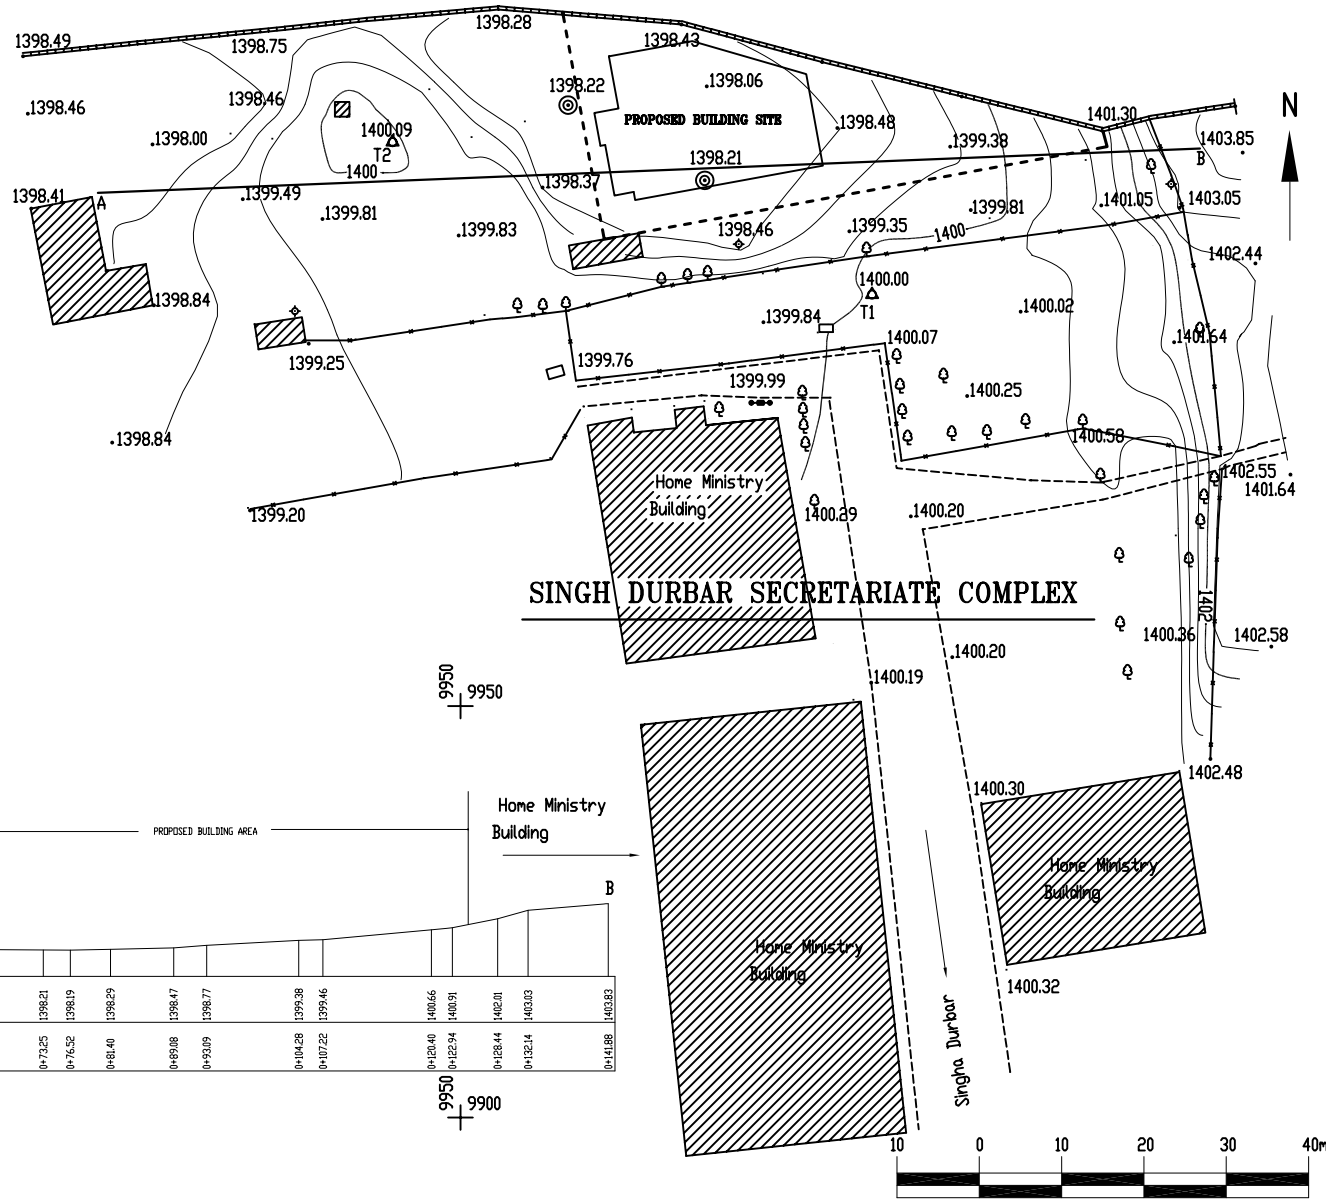 1398.28
1398.49
1398.75
1398.43
N
1398.46
1398.46
1398.22
1398.06
1401.30
1400.09
PROPOSED BUILDING SITE
1398.48
1398.00
T2
1399.38
1403.85
1400
1398.21
B
1398.41
A
1399.49
1398.37
1401.05
1403.05
1399.81
1399.81
1399.83
1398.46
1399.35
1400
1402.44
1398.84
1400.00
T1
1399.84
1400.02
1399.25
1399.76
1400.07
1401.64
1399.99
1400.25
1398.84
1400.58
1402.55
1401.64
Home Ministry
Building
1399.20
1400.29
1400.20
SINGH DURBAR SECRETARIATE COMPLEX
1402
1400.36
1402.58
1400.20
9950
9950
1400.19
1402.48
1400.30
Home Ministry
Building
PROPOSED BUILDING AREA
Home Ministry
Building
B
Home Ministry
Building
1400.32
1398.21 1398.19 1398.29 1398.47 1398.77 1399.38 1399.46 1400.66 1400.91 1402.01 1403.03 1403.83
0+73.25 0+76.52 0+81.40 0+89.08 0+93.09 0+104.28 0+107.22 0+120.40 0+122.94 0+128.44 0+132.14 0+141.88
Singha Durbar
9950
9900
10 0 10 20 30 40m